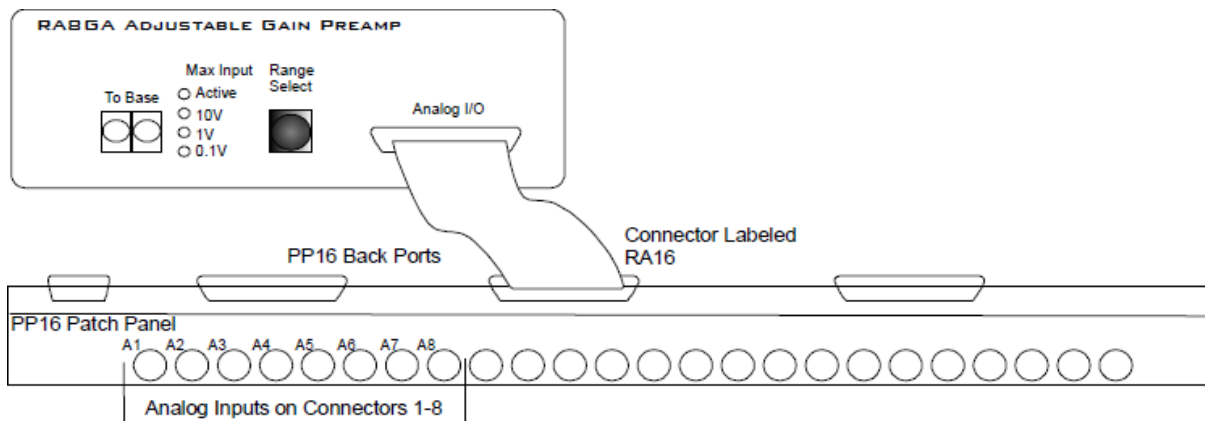 RA8GA ADJUSTABLE GAIN PREAMP
Max Input
Range
Select
To Base
Active
10V
1V
0.1V
Analog I/O
PP16 Back Ports
Connector Labeled
RA16
PP16 Patch Panel
A1 A2 A3 A4 A5 A6 A7 A8
Analog Inputs on Connectors 1-8